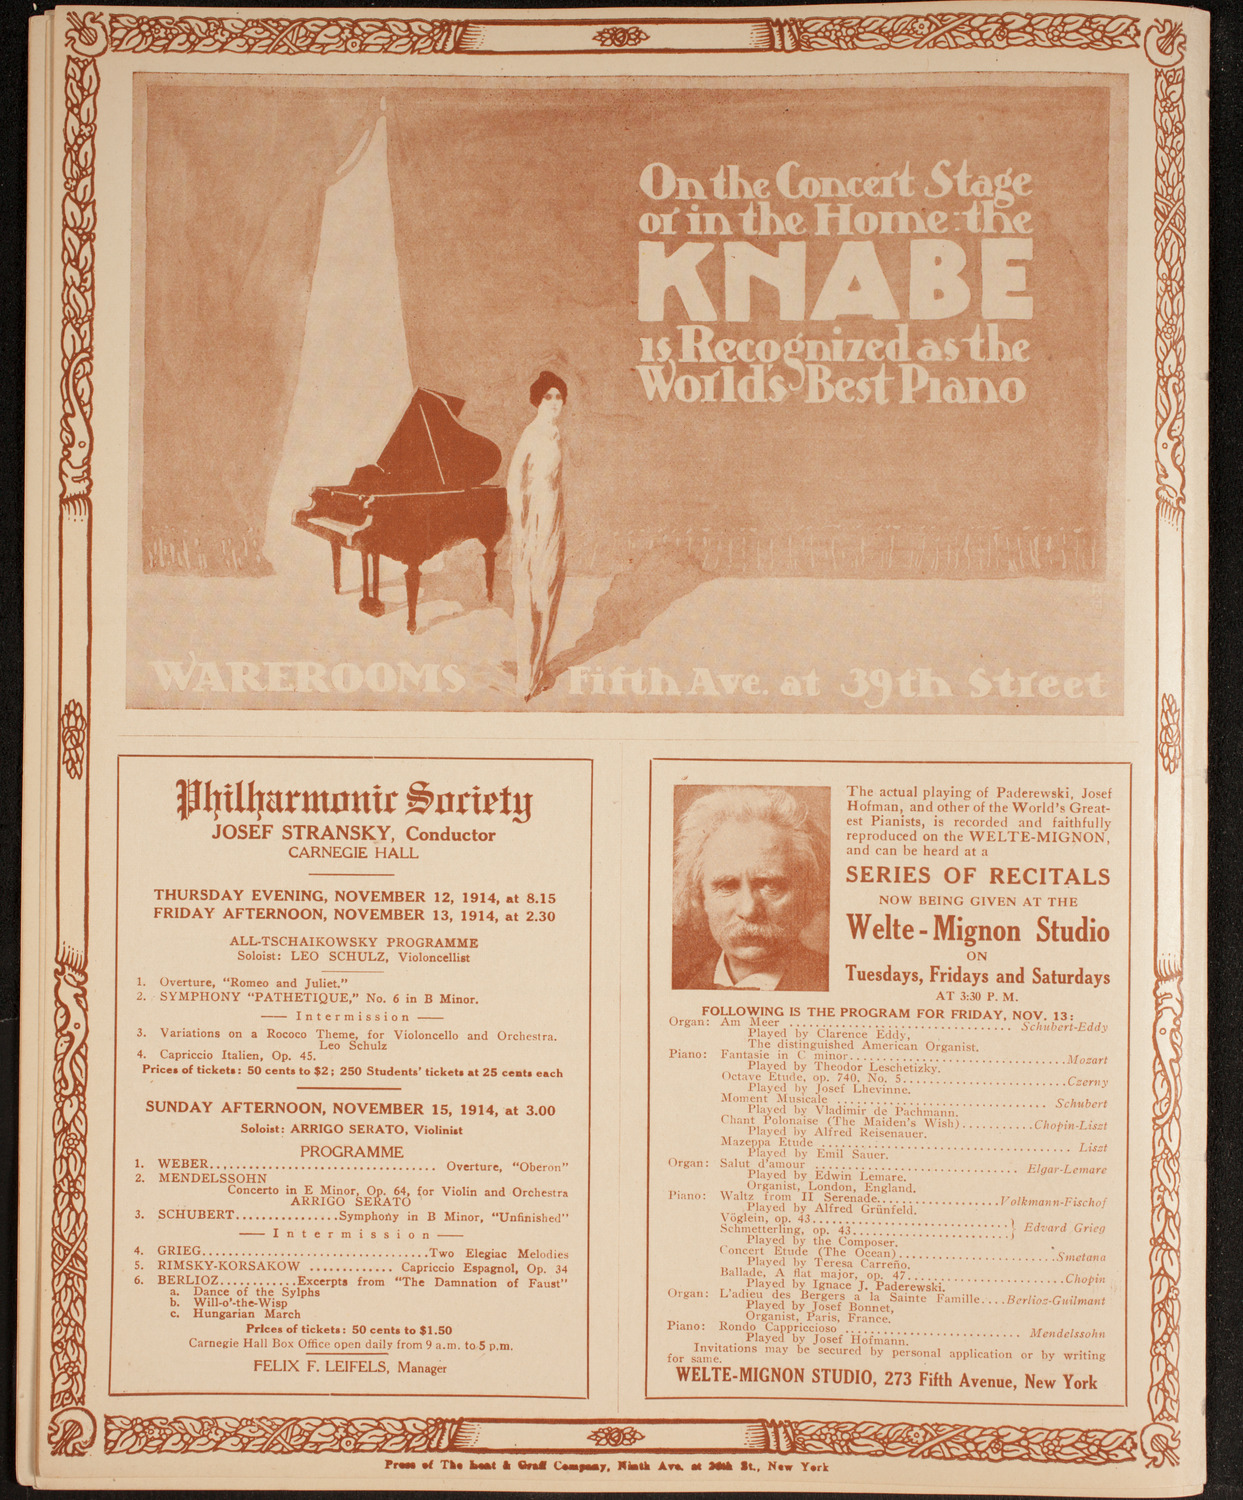 On the Concert Stage
or in the Home: the
KNABE
is Recognized as the
World's Best Piano
WAREROOMS Fifth Ave. at 39th Street
Philharmonic Society
JOSEF STRANSKY, Conductor
CARNEGIE HALL
THURSDAY EVENING, NOVEMBER 12, 1914, at 8.15
FRIDAY AFTERNOON, NOVEMBER 13, 1914, at 2.30
ALL-TSCHAIKOWSKY PROGRAMME
Soloist: LEO SCHULZ, Violoncellist
1. Overture, "Romeo and Juliet."
2. SYMPHONY "PATHETIQUE," No. 6 in B Minor.
Intermission
3. Variations on a Rococo Theme, for Violoncello and Orchestra.
Leo Schulz
4. Capriccio Italien, Op. 45.
Prices of tickets: 50 cents to $2; 250 Students' tickets at 25 cents each
SUNDAY AFTERNOON, NOVEMBER 15, 1914, at 3.00
Soloist: ARRIGO SERATO, Violinist
PROGRAMME
1. WEBER.................................. Overture, "Oberon"
2. MENDELSSOHN
Concerto in E Minor, Op. 64, for Violin and Orchestra
ARRIGO SERATO
3. SCHUBERT...............Symphony in B Minor, "Unfinished"
Intermission
4. GRIEG.................................Two Elegiac Melodies
5. RIMSKY-KORSAKOW ............ Capriccio Espagnol, Op. 34
6. BERLIOZ...........Excerpts from "The Damnation of Faust"
a. Dance of the Sylphs
b. Will-o'-the-Wisp
c. Hungarian March
Prices of tickets: 50 cents to $1.50
Carnegie Hall Box Office open daily from 9 a.m. to 5 p.m.
FELIX F. LEIFELS, Manager
The actual playing of Paderewski, Josef
Hofman, and other of the World's Great-
est Pianists, is recorded and faithfully
reproduced on the WELTE-MIGNON,
and can be heard at a
SERIES OF RECITALS
NOW BEING GIVEN AT THE
Welte-Mignon Studio
ON
Tuesdays, Fridays and Saturdays
AT 3:30 P. M.
FOLLOWING IS THE PROGRAM FOR FRIDAY, NOV. 13:
Organ: Am Meer .................................. Schubert-Eddy
Played by Clarence Eddy,
The distinguished American Organist.
Piano: Fantasie in C minor.................................Mozart
Played by Theodor Leschetizky.
Octave Etude, op. 740, No. 5.........................Czerny
Played by Josef Lhevinne.
Moment Musicale ................................ Schubert
Played by Vladimir de Pachmann.
Chant Polonaise (The Maiden's Wish)...........Chopin-Liszt
Played by Alfred Reisenauer.
Mazeppa Etude ...................................... Liszt
Played by Emil Sauer.
Organ: Salut d'amour ............................... Elgar-Lemare
Played by Edwin Lemare.
Organist, London, England.
Piano: Waltz from II Serenade...................Volkmann-Fischof
Played by Alfred Grünfeld.
Vöglein, op. 43..............................
Schmetterling, op. 43........................} Edvard Grieg
Played by the Composer.
Concert Etude (The Ocean)........................Smetana
Played by Teresa Carreño.
Ballade, A flat major, op. 47........................Chopin
Played by Ignace J. Paderewski.
Organ: L'adieu des Bergers a la Sainte Famille....Berlioz-Guilmant
Played by Josef Bonnet,
Organist, Paris, France.
Piano: Rondo Cappriccioso ............................ Mendelssohn
Played by Josef Hofmann.
Invitations may be secured by personal application or by writing
for same.
WELTE-MIGNON STUDIO, 273 Fifth Avenue, New York
Press of The & Graff Company, Ninth Ave. at 36th St., New York